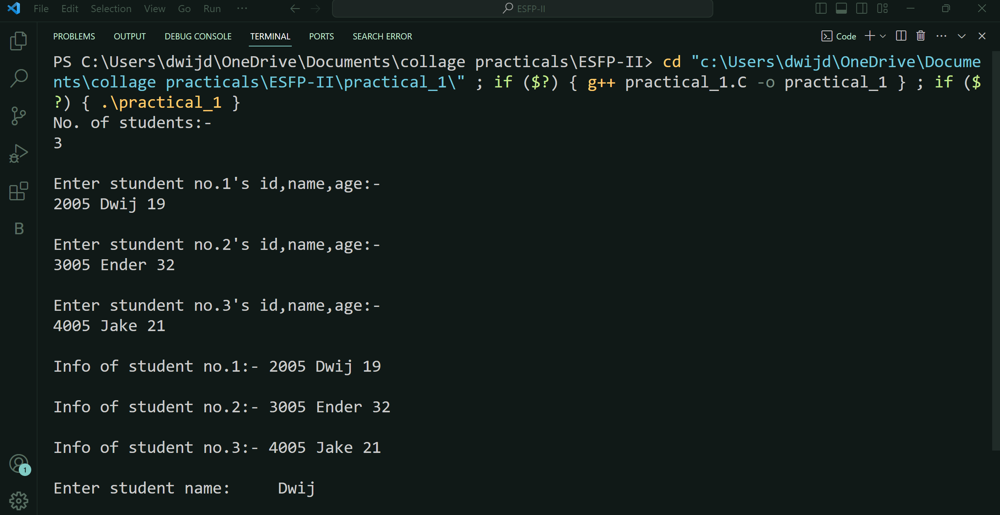 File Edit Selection View Go Run ··· ESFP-II
PROBLEMS OUTPUT DEBUG CONSOLE TERMINAL PORTS SEARCH ERROR Code
PS C:\Users\dwijd\OneDrive\Documents\collage practicals\ESFP-II> cd "c:\Users\dwijd\OneDrive\Docume
nts\collage practicals\ESFP-II\practical_1\" ; if ($?) { g++ practical_1.C -o practical_1 } ; if ($
?) { .\practical_1 }
No. of students:-
3
Enter stundent no.1's id,name,age:-
2005 Dwij 19
Enter stundent no.2's id,name,age:-
3005 Ender 32
Enter stundent no.3's id,name,age:-
4005 Jake 21
Info of student no.1:- 2005 Dwij 19
Info of student no.2:- 3005 Ender 32
Info of student no.3:- 4005 Jake 21
Enter student name: Dwij
B
1